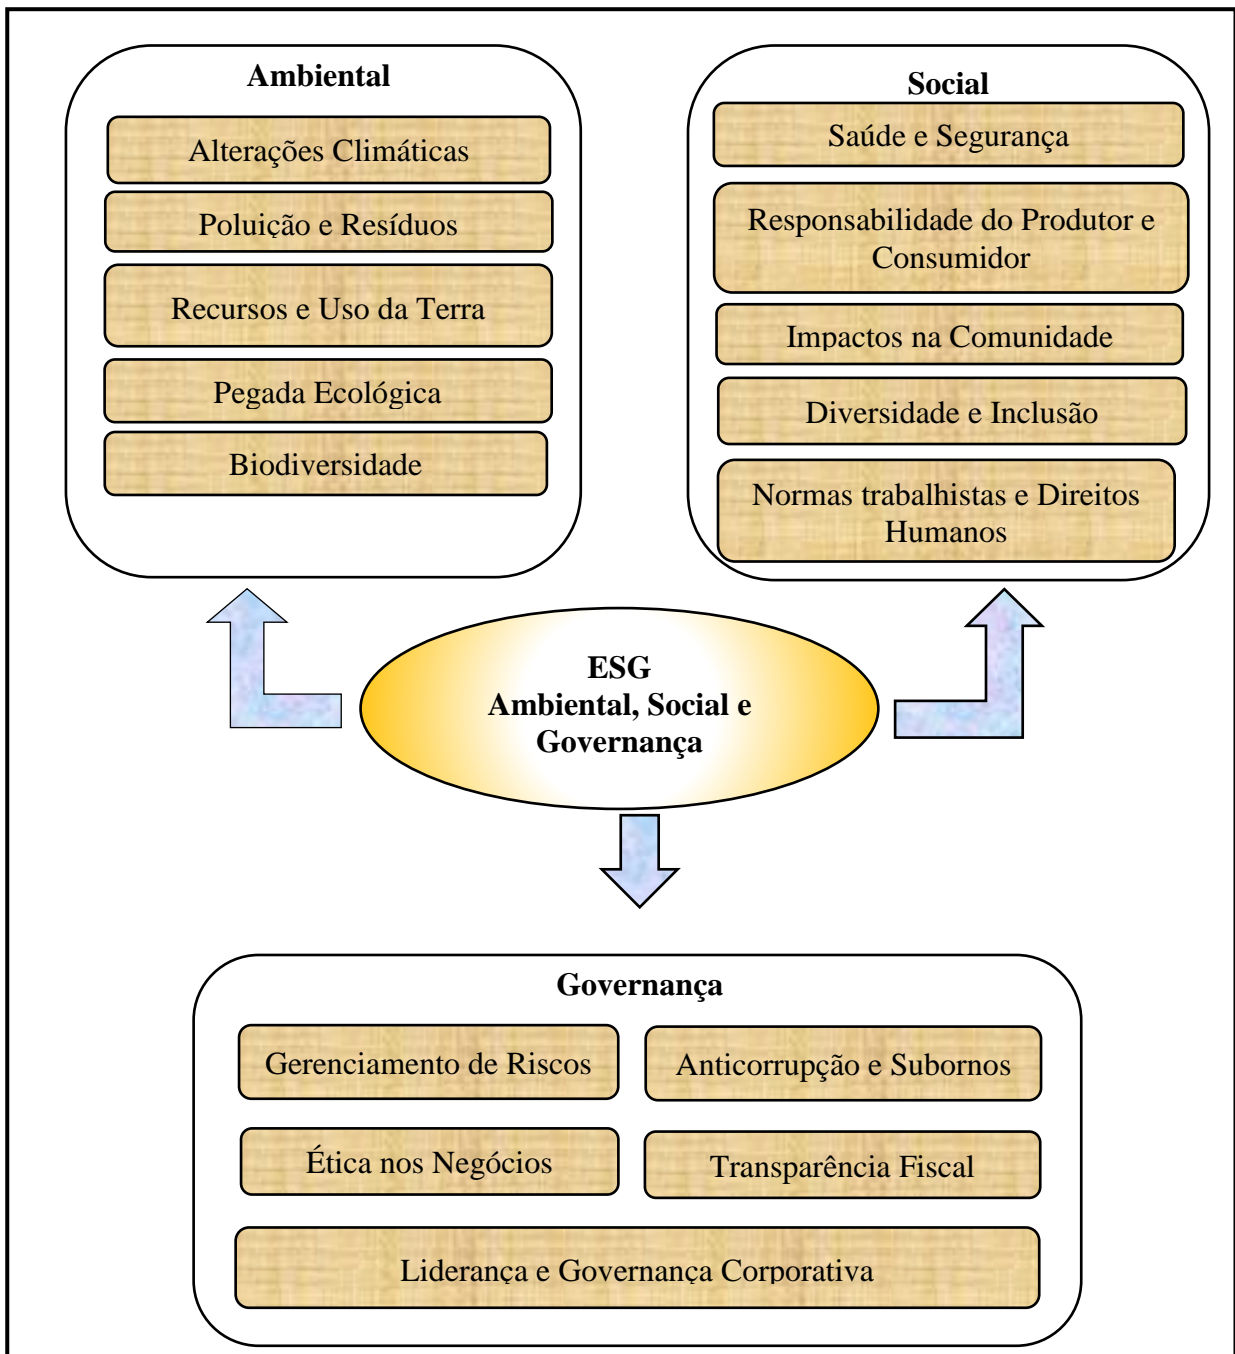 Ambiental
Alterações Climáticas
Poluição e Resíduos
Recursos e Uso da Terra
Pegada Ecológica
Biodiversidade
Social
Saúde e Segurança
Responsabilidade do Produtor e
Consumidor
Impactos na Comunidade
Diversidade e Inclusão
Normas trabalhistas e Direitos
Humanos
ESG
Ambiental, Social e
Governança
Governança
Gerenciamento de Riscos
Anticorrupção e Subornos
Ética nos Negócios
Transparência Fiscal
Liderança e Governança Corporativa